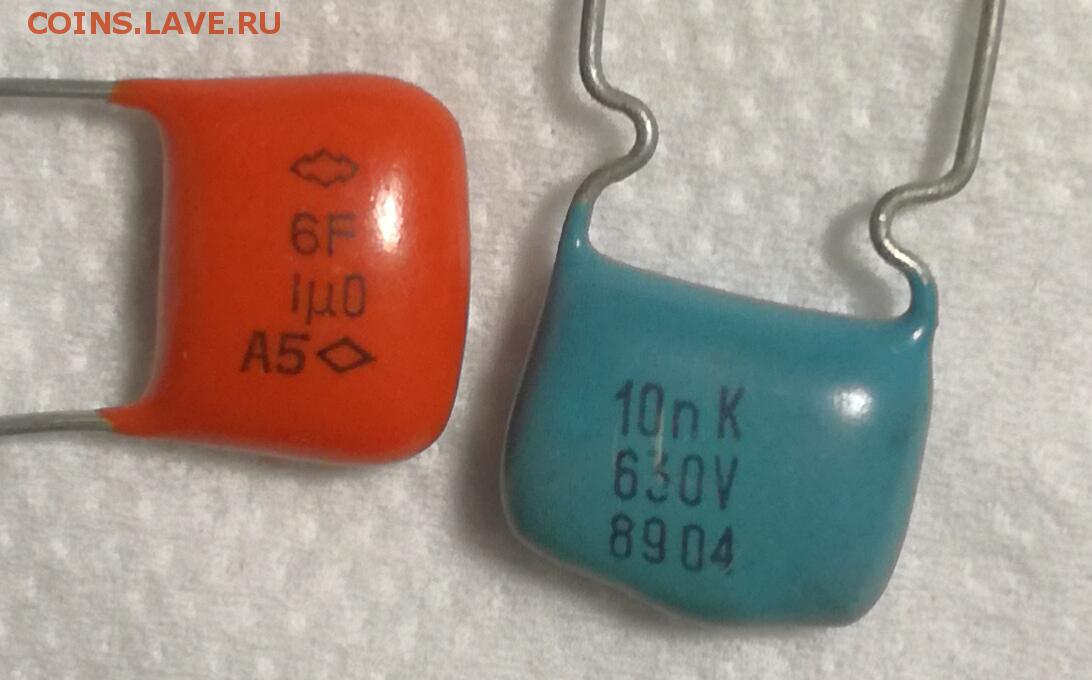 COINS.LAVE.RU
6F
1µ0
A5
10n K
630V
8904